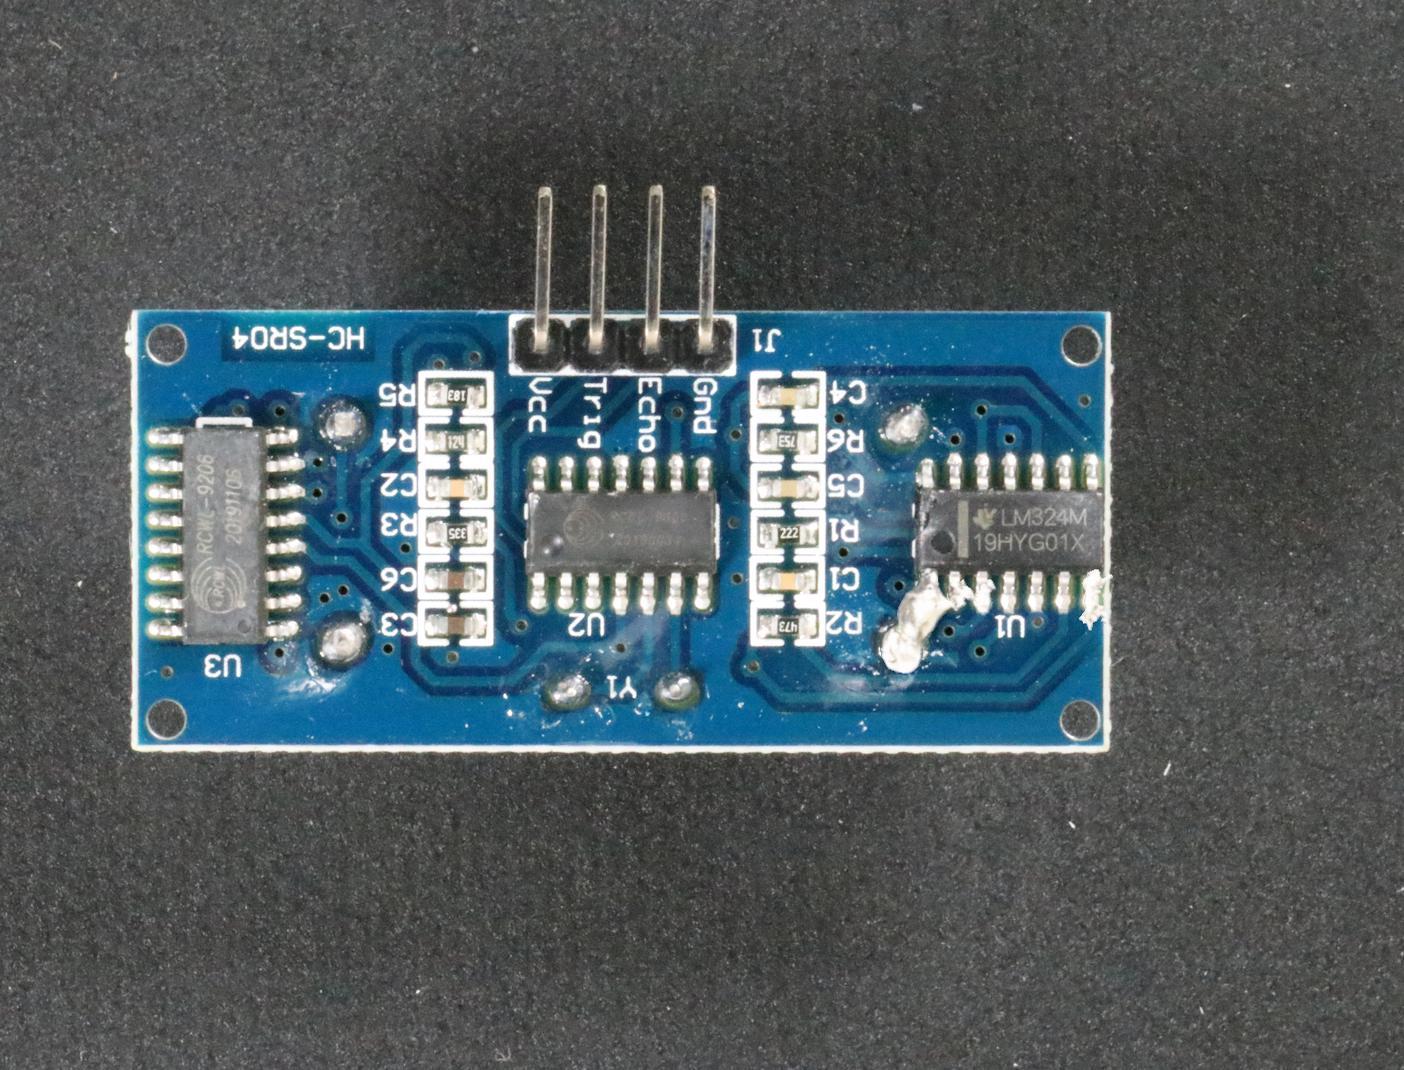 HC-SR04
J1
Vcc
Trig
Echo
Gnd
R5
183
R4
124
C2
R3
335
C6
C3
C4
R6
753
C5
R1
222
C1
R2
473
RCWL-9206
20191105
U3
U2
Y1
LM324M
19HYG01X
U1